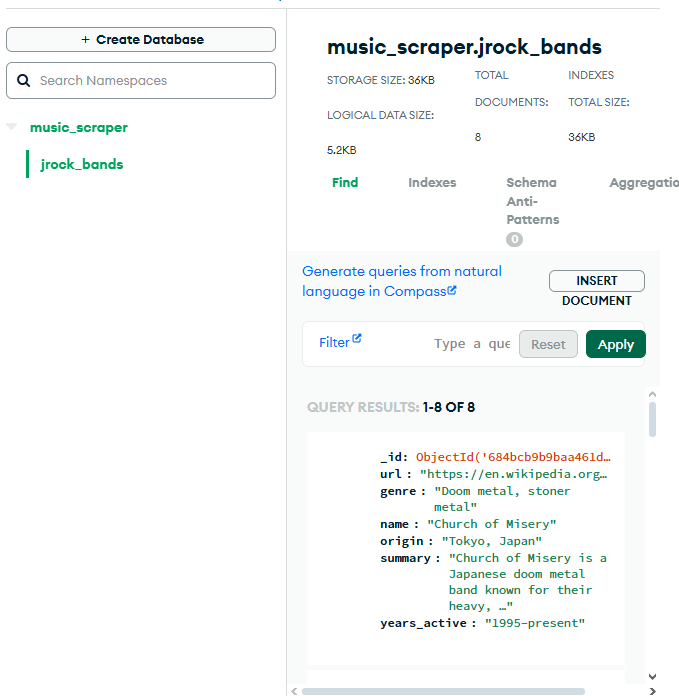 + Create Database
Search Namespaces
music_scraper
jrock_bands
music_scraper.jrock_bands
STORAGE SIZE: 36KB
LOGICAL DATA SIZE:
5.2KB
TOTAL
DOCUMENTS:
8
INDEXES
TOTAL SIZE:
36KB
Find
Indexes
Schema
Anti-
Patterns
0
Aggregatio
Generate queries from natural
language in Compass
INSERT
DOCUMENT
Filter
Type a que
Reset
Apply
QUERY RESULTS: 1-8 OF 8
_id: ObjectId('684bcb9b9baa461d…
url : "https://en.wikipedia.org…
genre : "Doom metal, stoner
metal"
name : "Church of Misery"
origin : "Tokyo, Japan"
summary : "Church of Misery is a
Japanese doom metal
band known for their
heavy, …"
years_active : "1995–present"